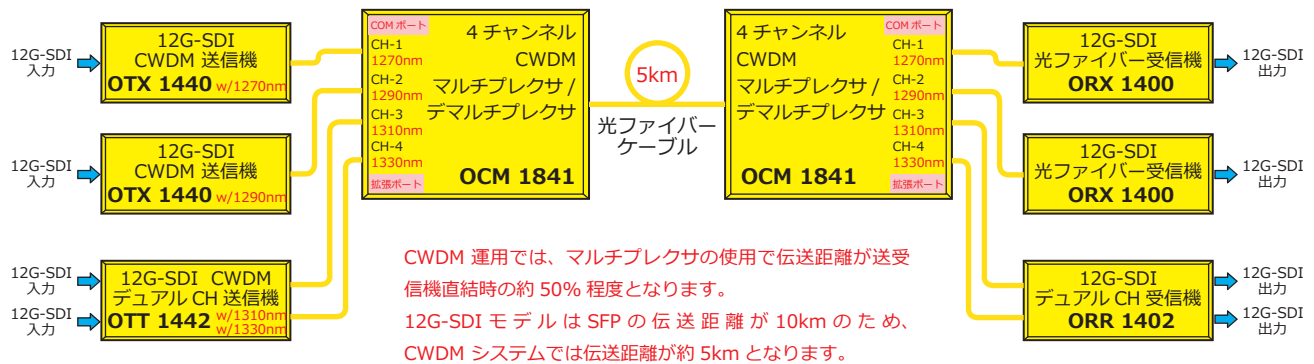 12G-SDI
入力
12G-SDI
CWDM 送信機
OTX 1440 w/1270nm
12G-SDI
入力
12G-SDI
CWDM 送信機
OTX 1440 w/1290nm
12G-SDI
入力
12G-SDI
入力
12G-SDI CWDM
デュアル CH 送信機
OTT 1442 w/1310nm
w/1330nm
COM ポート
CH-1
1270nm
CH-2
1290nm
CH-3
1310nm
CH-4
1330nm
拡張ポート
4 チャンネル
CWDM
マルチプレクサ /
デマルチプレクサ
OCM 1841
5km
光ファイバー
ケーブル
4 チャンネル
CWDM
マルチプレクサ /
デマルチプレクサ
OCM 1841
COM ポート
CH-1
1270nm
CH-2
1290nm
CH-3
1310nm
CH-4
1330nm
拡張ポート
12G-SDI
光ファイバー受信機
ORX 1400
12G-SDI
出力
12G-SDI
光ファイバー受信機
ORX 1400
12G-SDI
出力
12G-SDI
デュアル CH 受信機
ORR 1402
12G-SDI
出力
12G-SDI
出力
CWDM 運用では、マルチプレクサの使用で伝送距離が送受
信機直結時の約 50% 程度となります。
12G-SDI モデルは SFP の伝送距離が 10km のため、
CWDM システムでは伝送距離が約 5km となります。